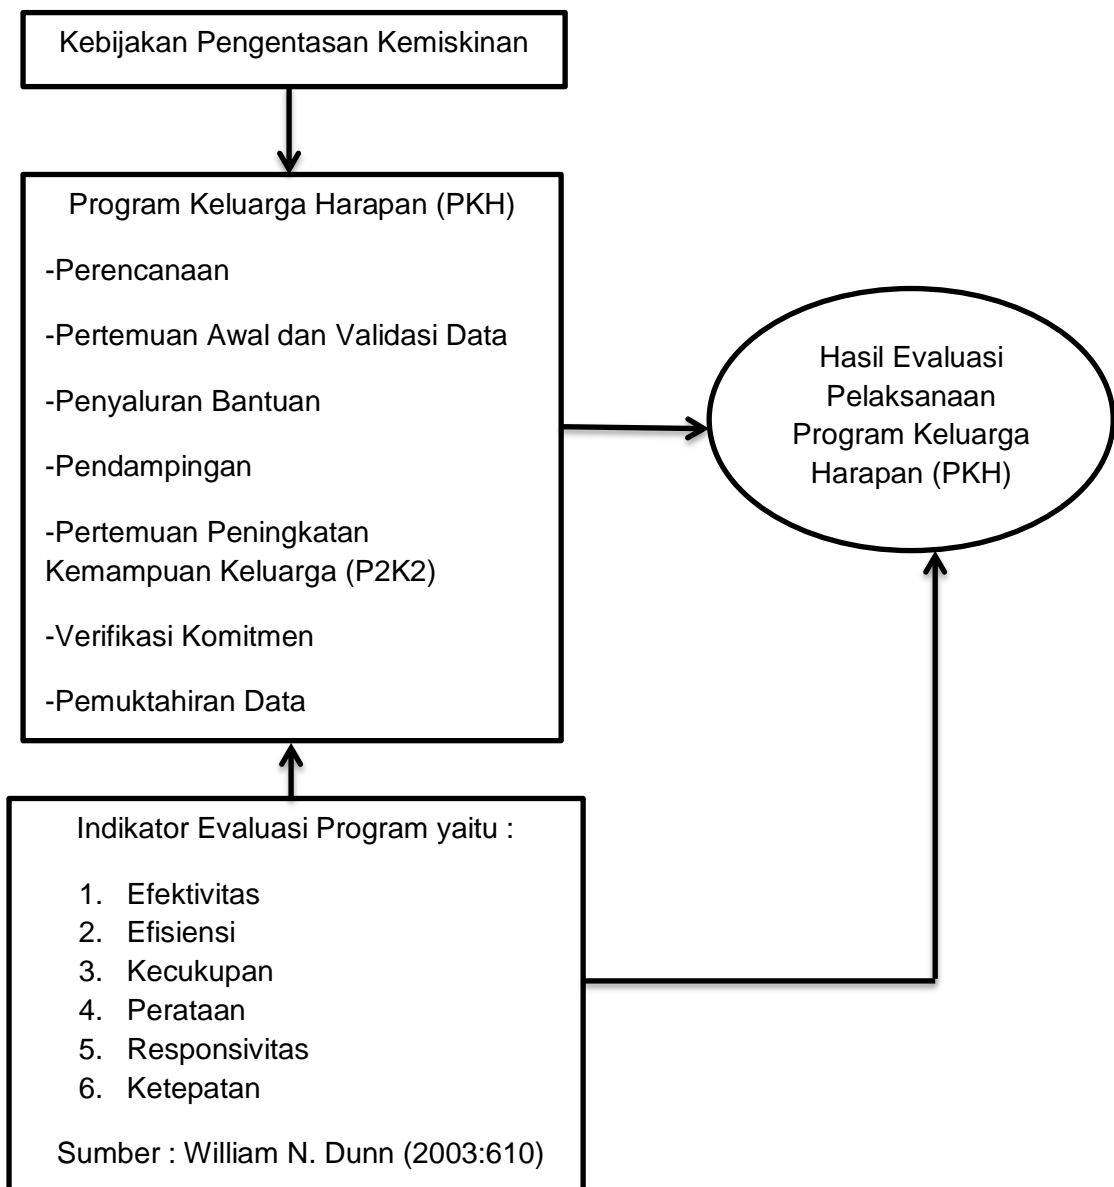 Kebijakan Pengentasan Kemiskinan
Program Keluarga Harapan (PKH)
-Perencanaan
-Pertemuan Awal dan Validasi Data
-Penyaluran Bantuan
-Pendampingan
-Pertemuan Peningkatan
Kemampuan Keluarga (P2K2)
-Verifikasi Komitmen
-Pemuktahiran Data
Hasil Evaluasi
Pelaksanaan
Program Keluarga
Harapan (PKH)
Indikator Evaluasi Program yaitu :
1. Efektivitas
2. Efisiensi
3. Kecukupan
4. Perataan
5. Responsivitas
6. Ketepatan
Sumber : William N. Dunn (2003:610)